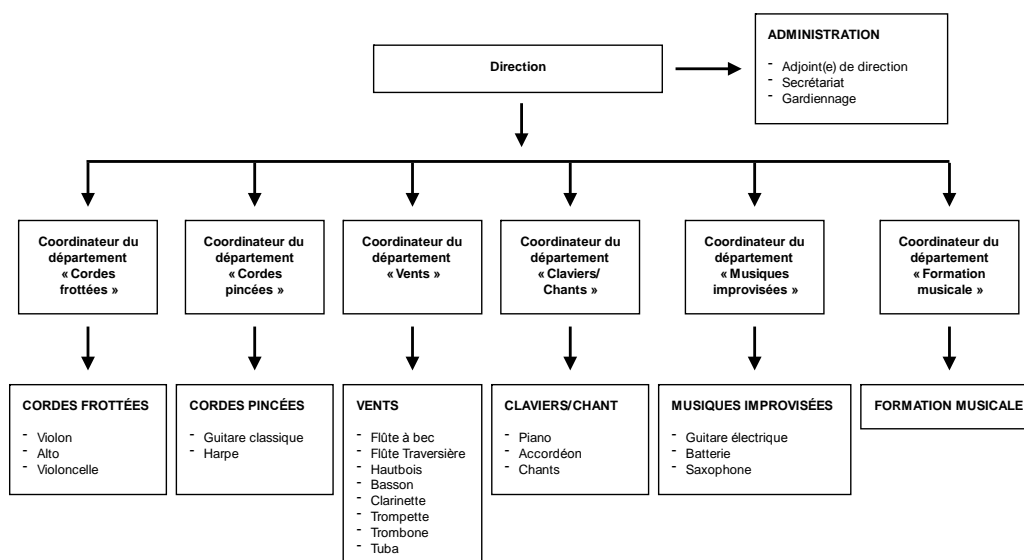 Direction
ADMINISTRATION
- Adjoint(e) de direction
- Secrétariat
- Gardiennage
Coordinateur du
département
« Cordes
frottées »
Coordinateur du
département
« Cordes
pincées »
Coordinateur du
département
« Vents »
Coordinateur du
département
« Claviers/
Chants »
Coordinateur du
département
« Musiques
improvisées »
Coordinateur du
département
« Formation
musicale »
CORDES FROTTÉES
- Violon
- Alto
- Violoncelle
CORDES PINCÉES
- Guitare classique
- Harpe
VENTS
- Flûte à bec
- Flûte Traversière
- Hautbois
- Basson
- Clarinette
- Trompette
- Trombone
- Tuba
CLAVIERS/CHANT
- Piano
- Accordéon
- Chants
MUSIQUES IMPROVISÉES
- Guitare électrique
- Batterie
- Saxophone
FORMATION MUSICALE